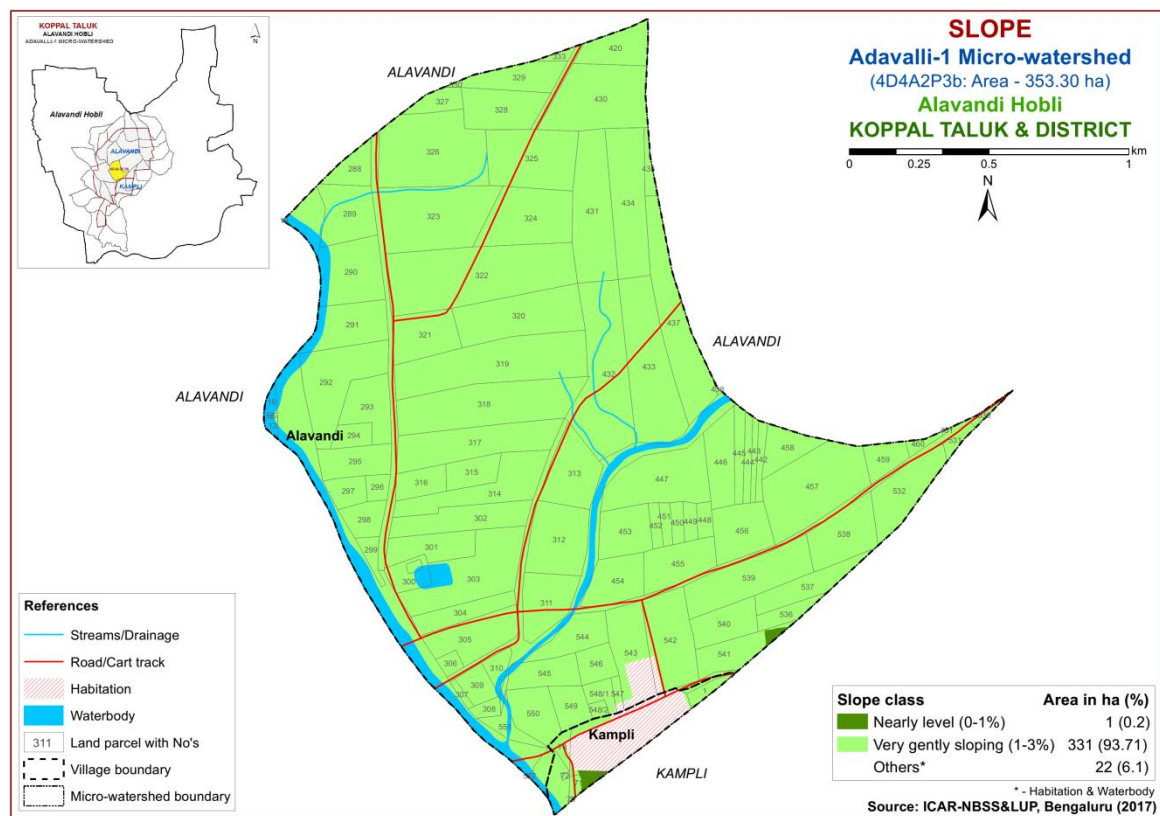 KOPPAL TALUK
ALAVANDI HOBLI
ADAVALLI-1 MICRO-WATERSHED
N
Alavandi Hobli
ALAVANDI
KAMPLI
SLOPE
Adavalli-1 Micro-watershed
(4D4A2P3b: Area - 353.30 ha)
Alavandi Hobli
KOPPAL TALUK & DISTRICT
km
0 0.25 0.5 1
N
ALAVANDI
420
333
329
430
327
328
326
325
288
434
289
323
324
431
290
322
291
321
320
437
319
432
433
ALAVANDI
292
ALAVANDI
293
318
Alavandi
294
317
313
295
316
315
447
446
445
443
444
442
458
459
460
457
532
297
296
314
298
302
453
451
452
450
449
448
456
538
299
301
312
455
300
303
454
539
537
304
311
536
305
544
542
540
306
310
546
543
541
309
545
307
308
548/1
547
549
548/2
1
550
Kampli
KAMPLI
References
Streams/Drainage
Road/Cart track
Habitation
Waterbody
311 Land parcel with No's
Village boundary
Micro-watershed boundary
Slope class Area in ha (%)
Nearly level (0-1%) 1 (0.2)
Very gently sloping (1-3%) 331 (93.71)
Others* 22 (6.1)
* - Habitation & Waterbody
Source: ICAR-NBSS&LUP, Bengaluru (2017)